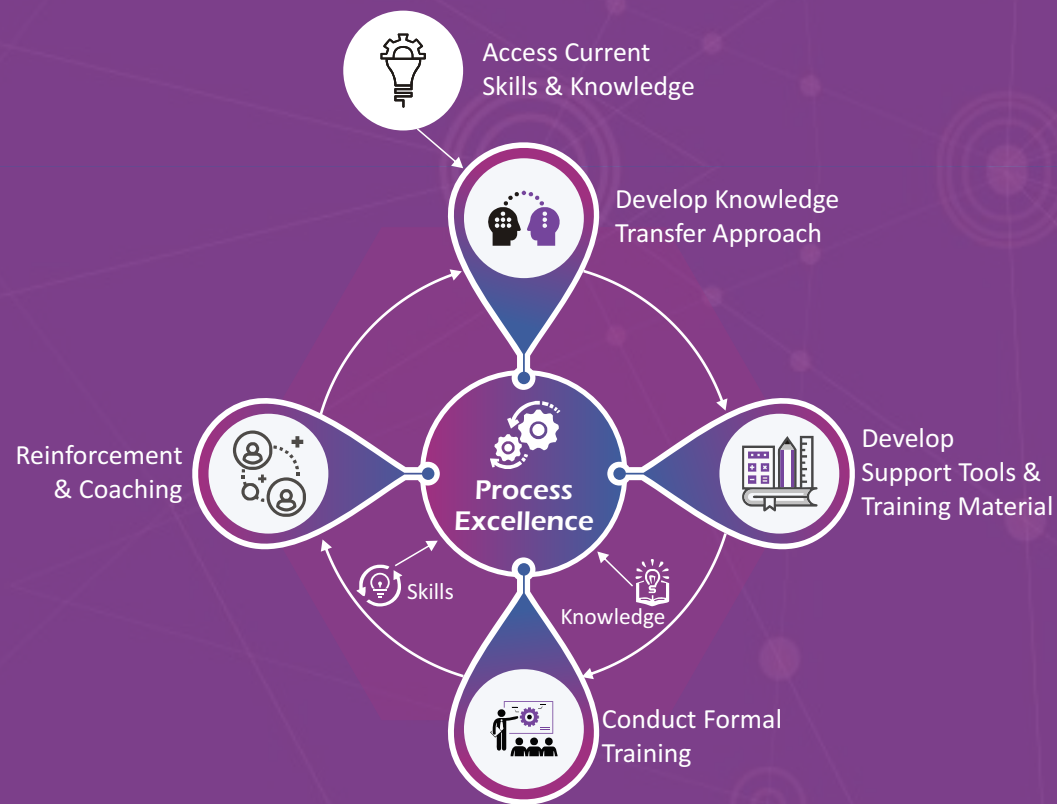 Access Current
Skills & Knowledge
Develop Knowledge
Transfer Approach
Reinforcement
& Coaching
Process
Excellence
Develop
Support Tools &
Training Material
Skills
Knowledge
Conduct Formal
Training